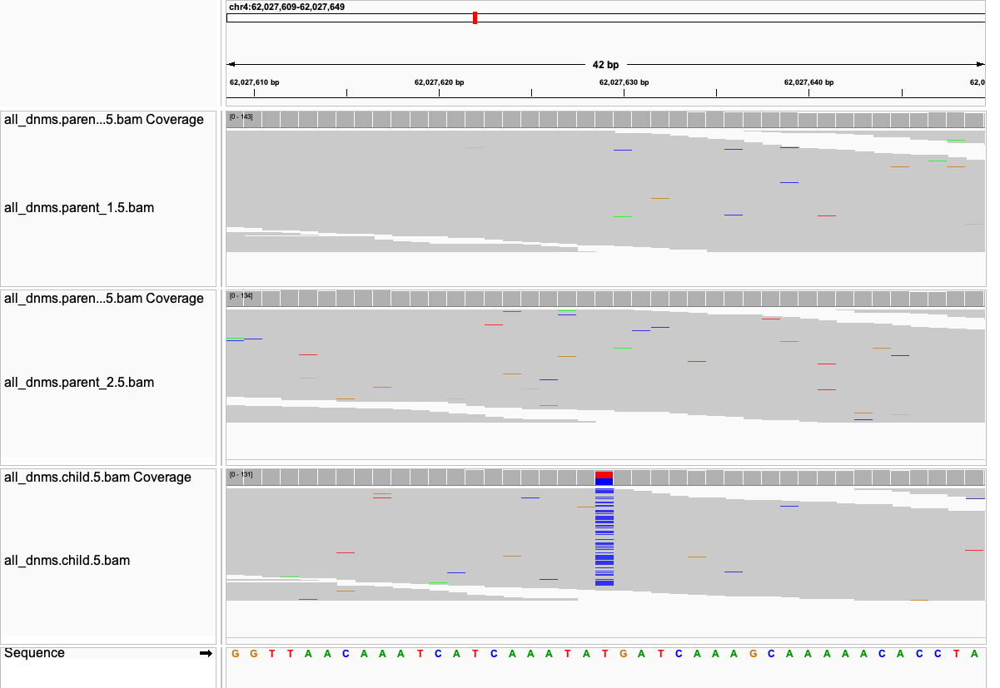 chr4:62,027,609-62,027,649
42 bp
62,027,610 bp 62,027,620 bp 62,027,630 bp 62,027,640 bp 62,0
all_dnms.paren...5.bam Coverage
[0 - 143]
all_dnms.parent_1.5.bam
all_dnms.paren...5.bam Coverage
[0 - 134]
all_dnms.parent_2.5.bam
all_dnms.child.5.bam Coverage
[0 - 131]
all_dnms.child.5.bam
Sequence G G T T A A C A A A T C A T C A A A T A T G A T C A A A G C A A A A A C A C C T A